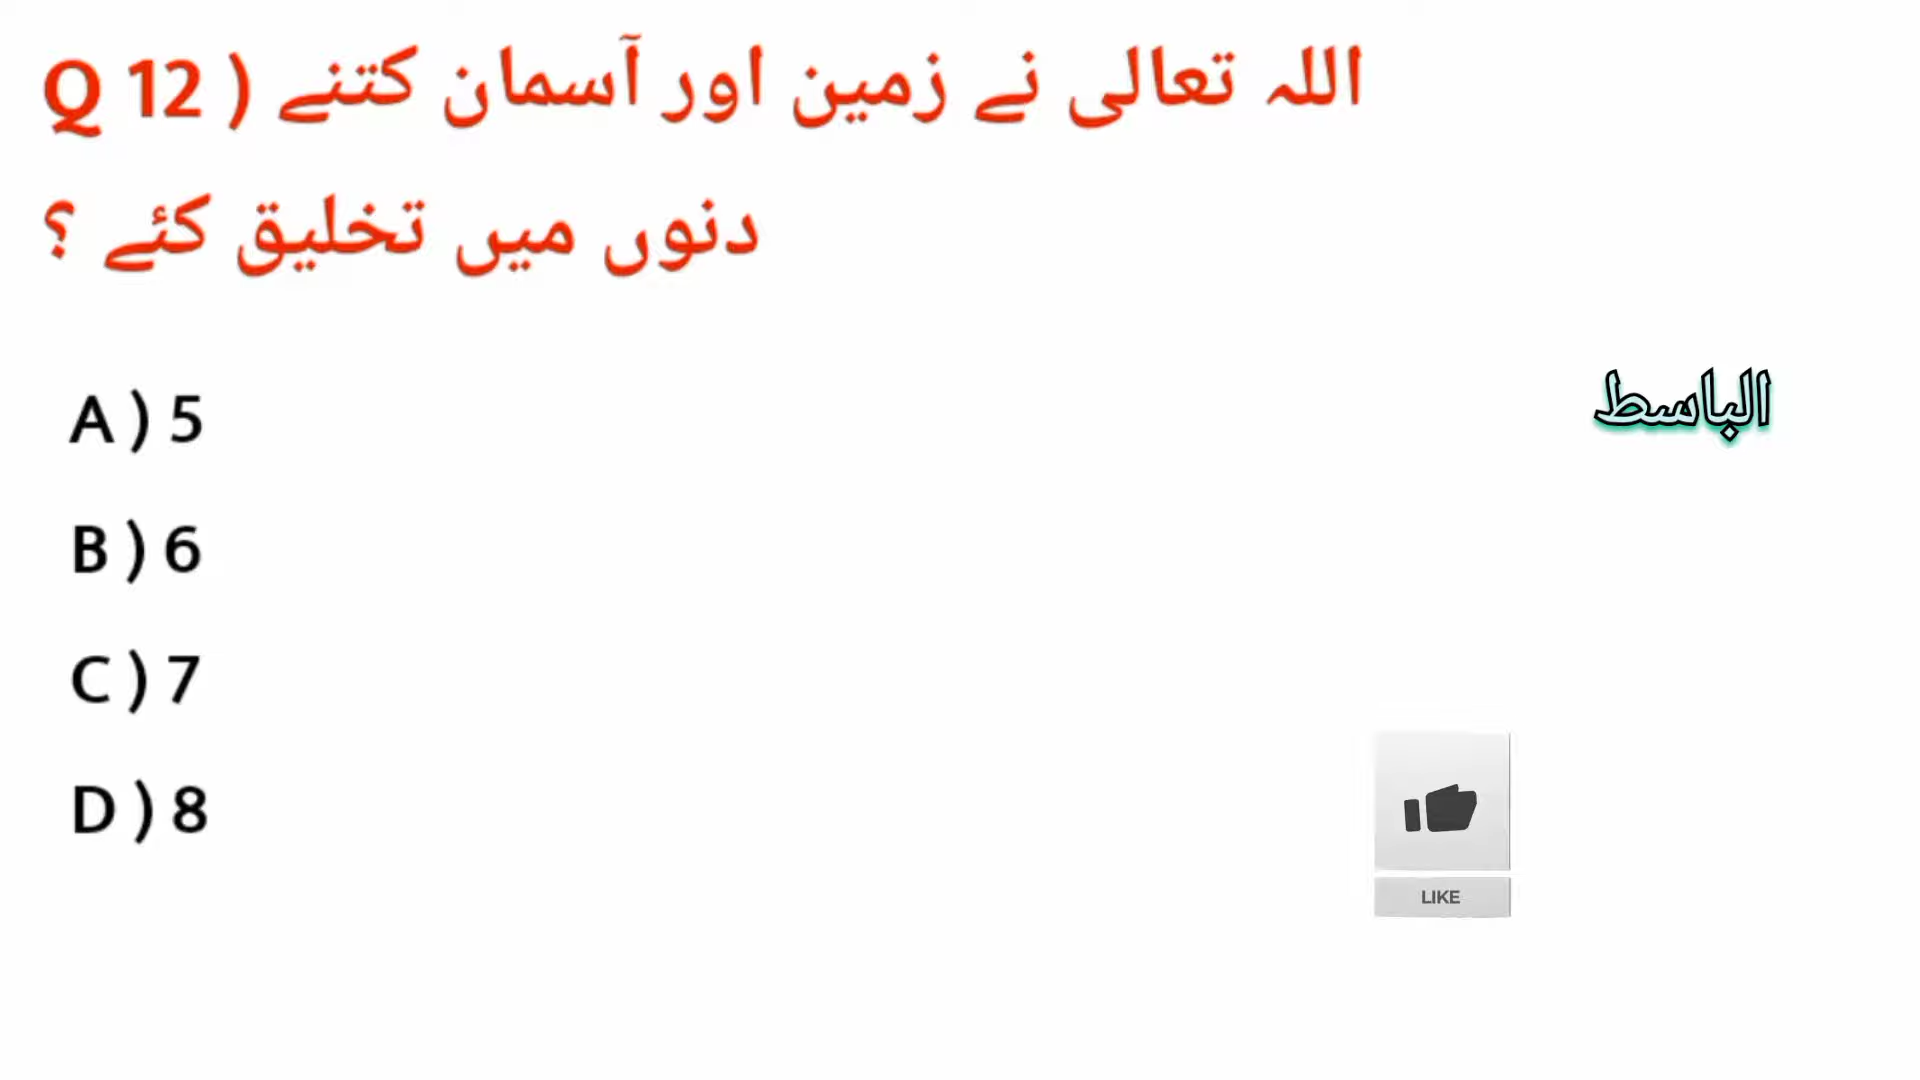 Q 12 ) اللہ تعالی نے زمین اور آسمان کتنے
دنوں میں تخلیق کئے ؟
A ) 5
الباسط
B ) 6
C ) 7
D ) 8
LIKE